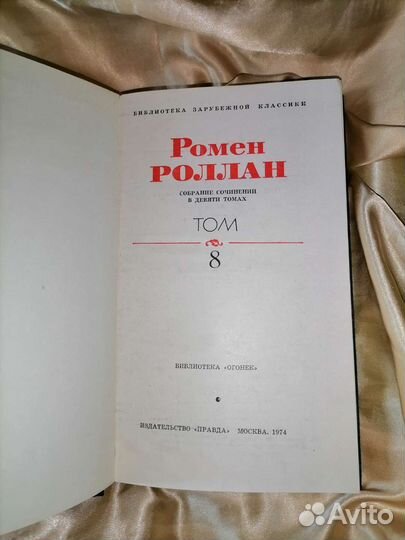 БИБЛИОТЕКА ЗАРУБЕЖНОЙ КЛАССИКИ
Ромен
РОЛЛАН
СОБРАНИЕ СОЧИНЕНИЙ
В ДЕВЯТИ ТОМАХ
ТОМ
8
БИБЛИОТЕКА «ОГОНЕК»
ИЗДАТЕЛЬСТВО «ПРАВДА» МОСКВА. 1974
Avito